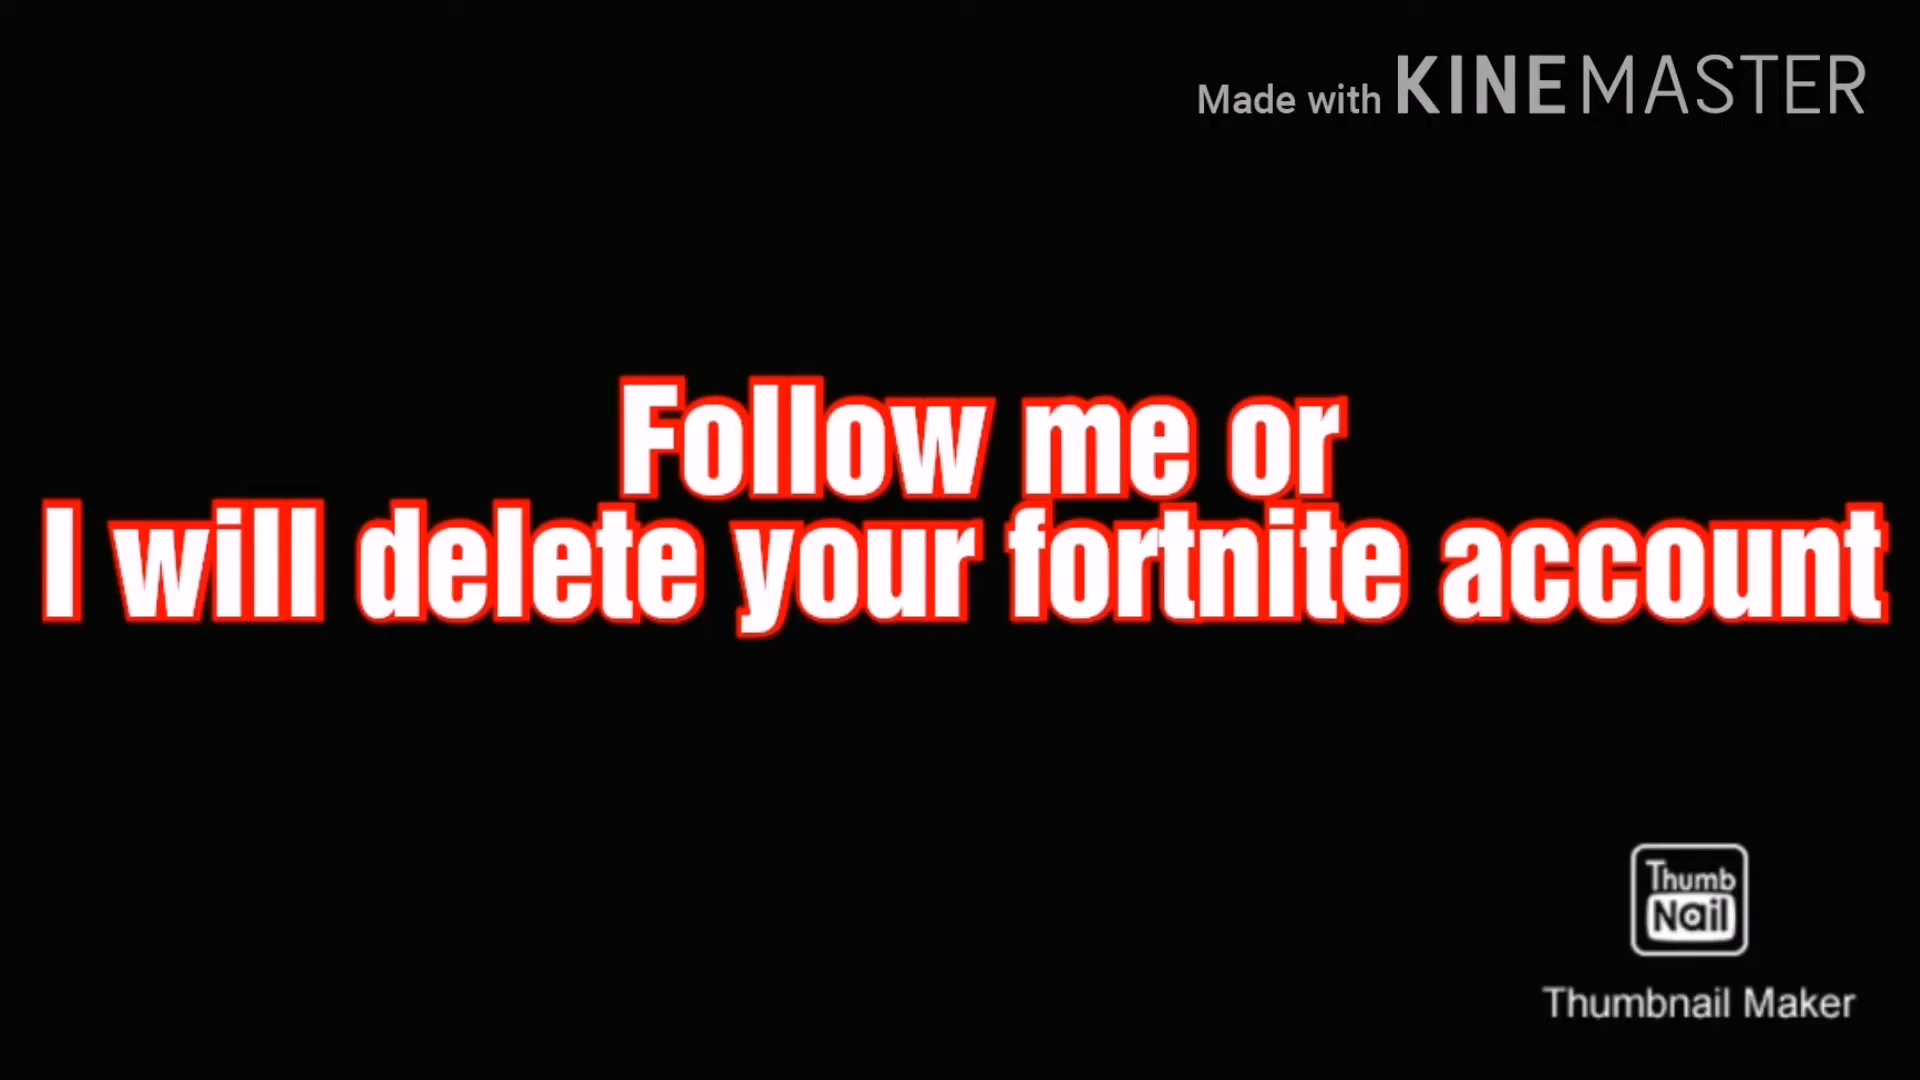 Made with KINEMASTER
Follow me or
I will delete your fortnite account
Thumb
Nail
Thumbnail Maker